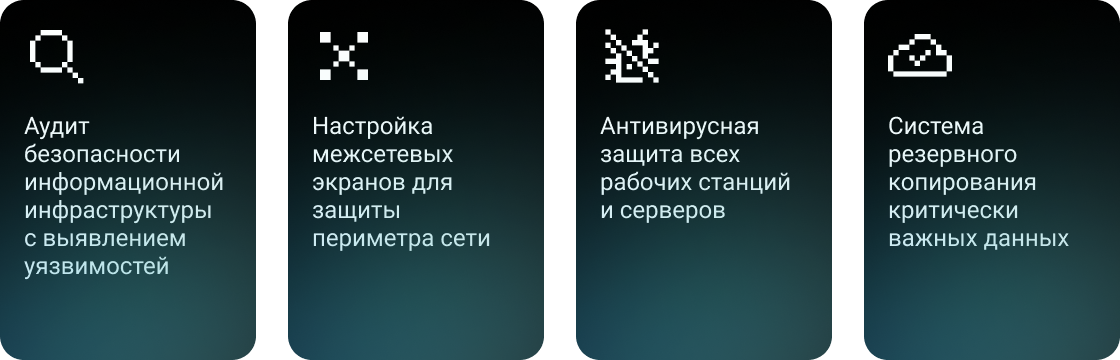 Аудит
безопасности
информационной
инфраструктуры
с выявлением
уязвимостей
Настройка
межсетевых
экранов для
защиты
периметра сети
Антивирусная
защита всех
рабочих станций
и серверов
Система
резервного
копирования
критически
важных данных